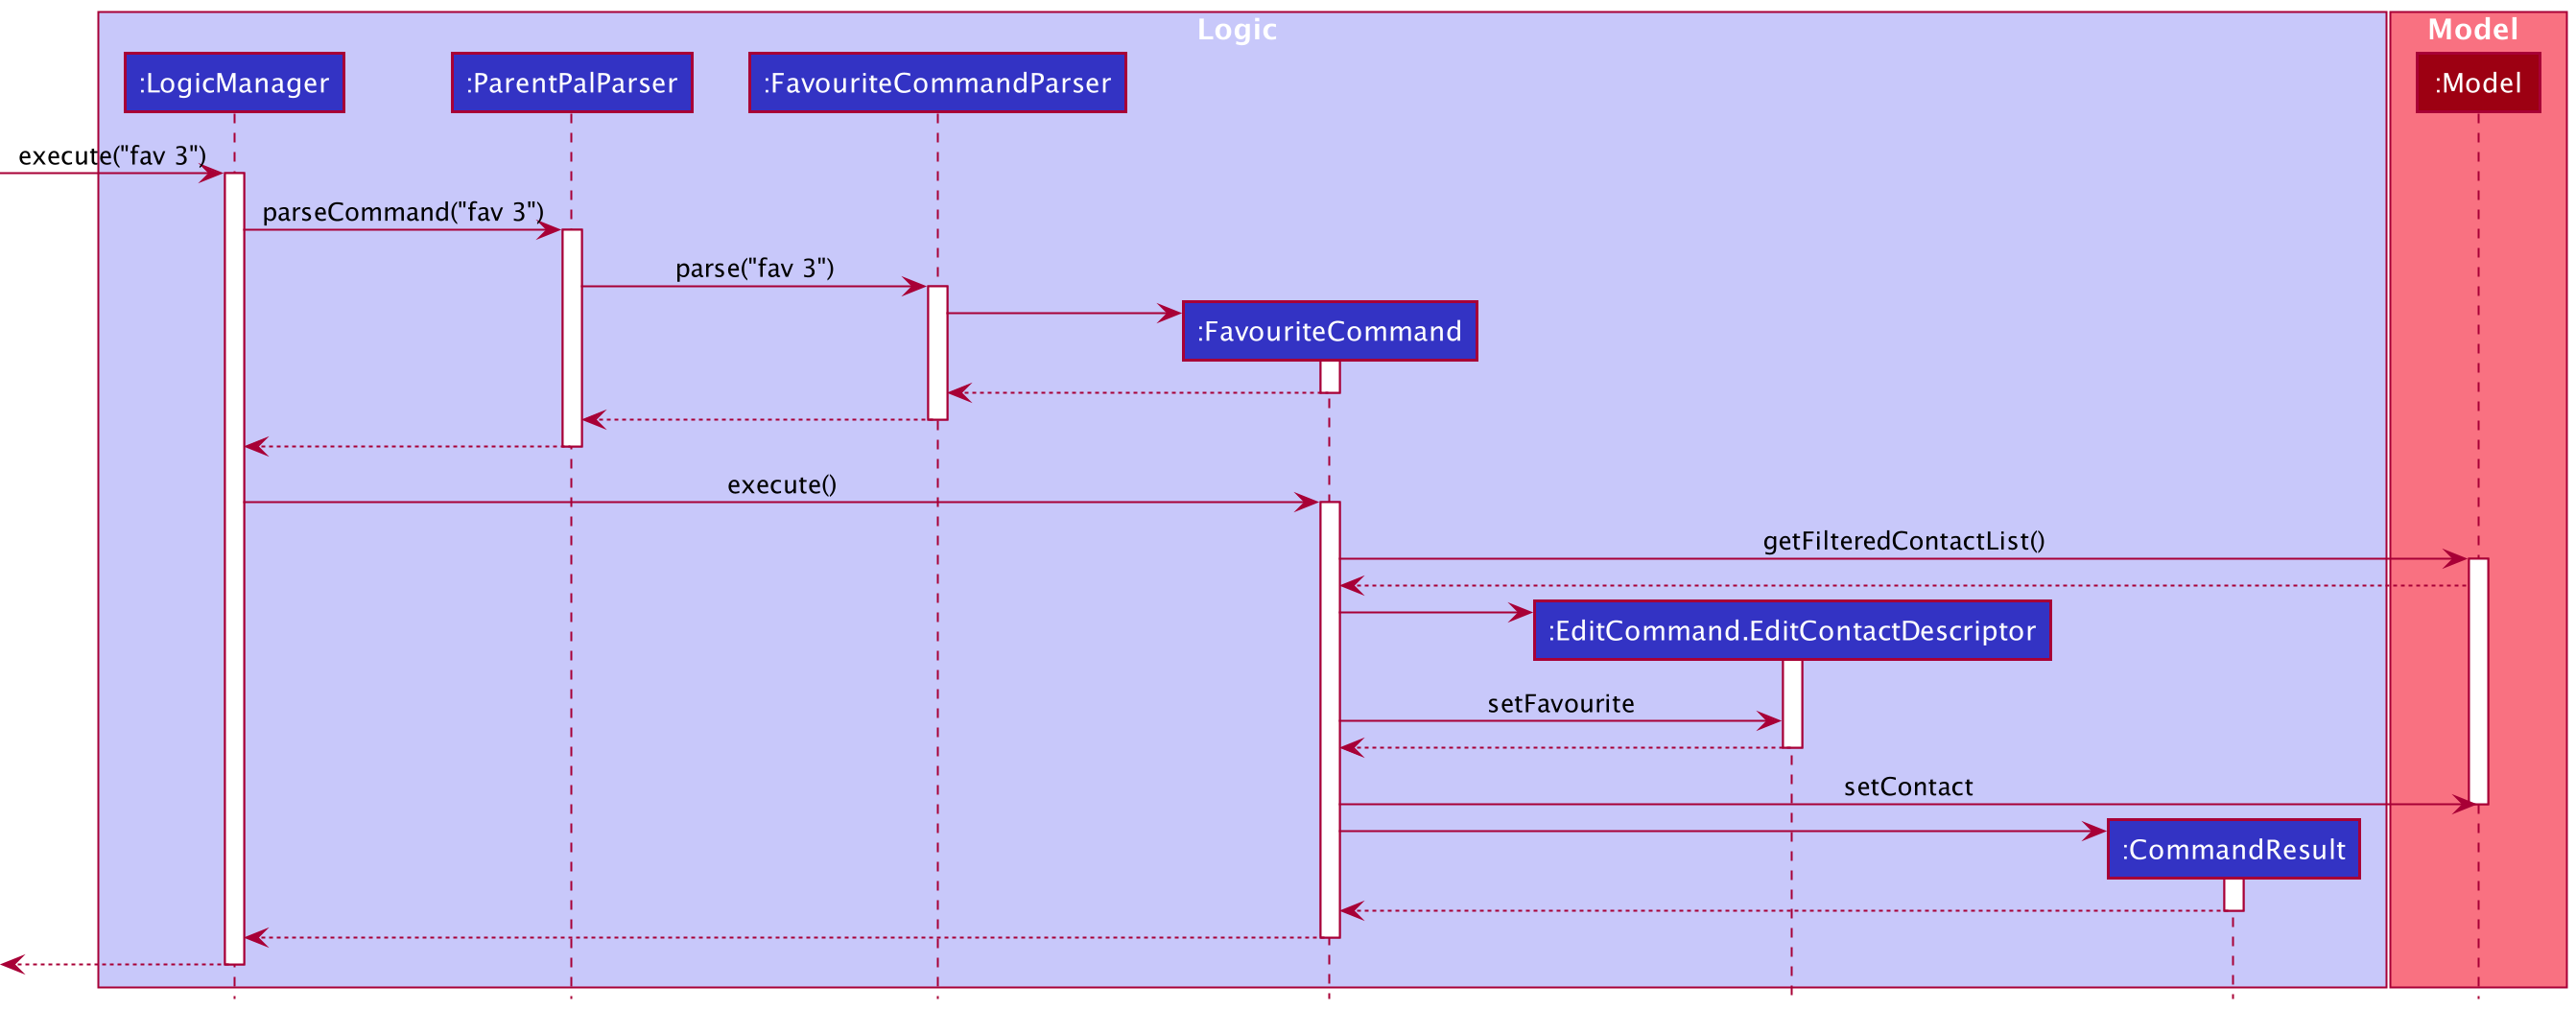 Logic
Model
:LogicManager
:ParentPalParser
:FavouriteCommandParser
:Model
execute("fav 3")
parseCommand("fav 3")
parse("fav 3")
:FavouriteCommand
execute()
getFilteredContactList()
:EditCommand.EditContactDescriptor
setFavourite
setContact
:CommandResult